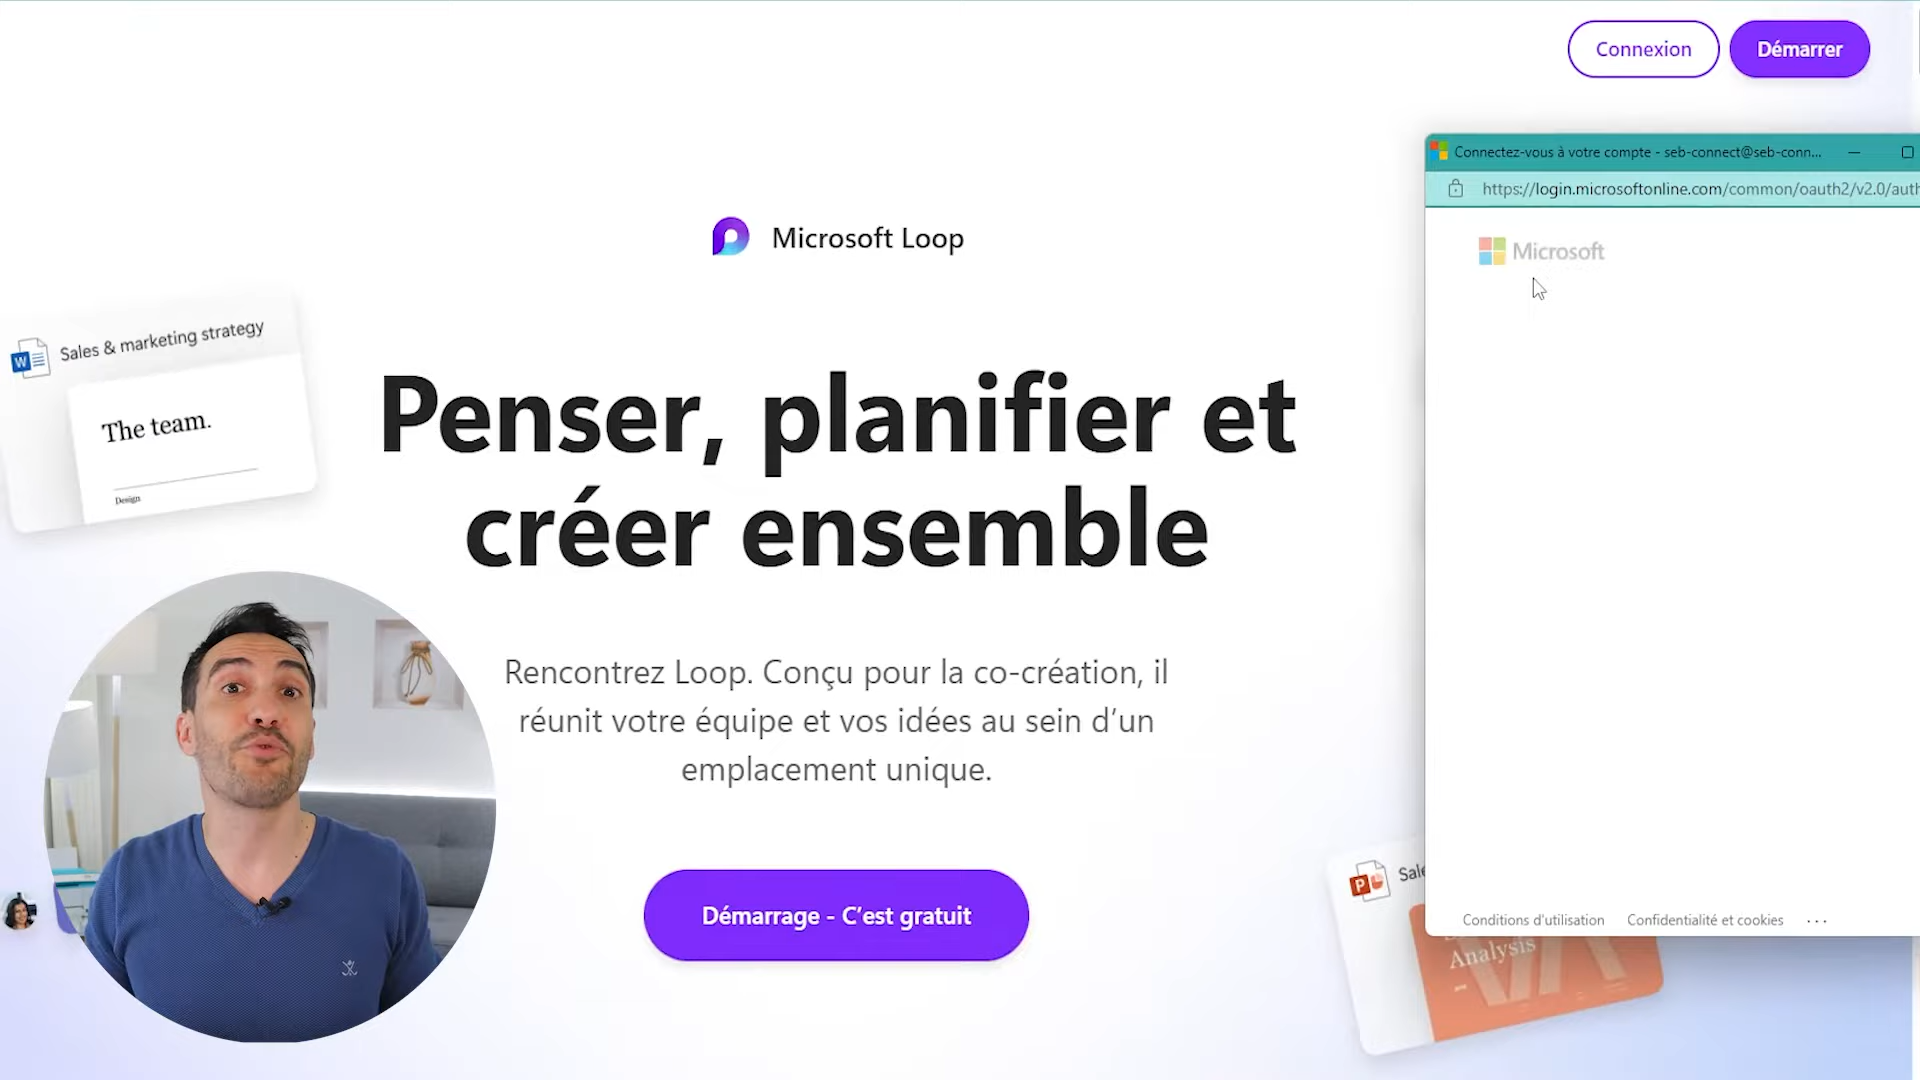 Connexion
Démarrer
Connectez-vous à votre compte - seb-connect@seb-conn...
https://login.microsoftonline.com/common/oauth2/v2.0/auth
Microsoft
Microsoft Loop
Sales & marketing strategy
The team.
Design
Penser, planifier et
créer ensemble
Rencontrez Loop. Conçu pour la co-création, il
réunit votre équipe et vos idées au sein d’un
emplacement unique.
Démarrage - C’est gratuit
Conditions d'utilisation
Confidentialité et cookies
...
Analysis